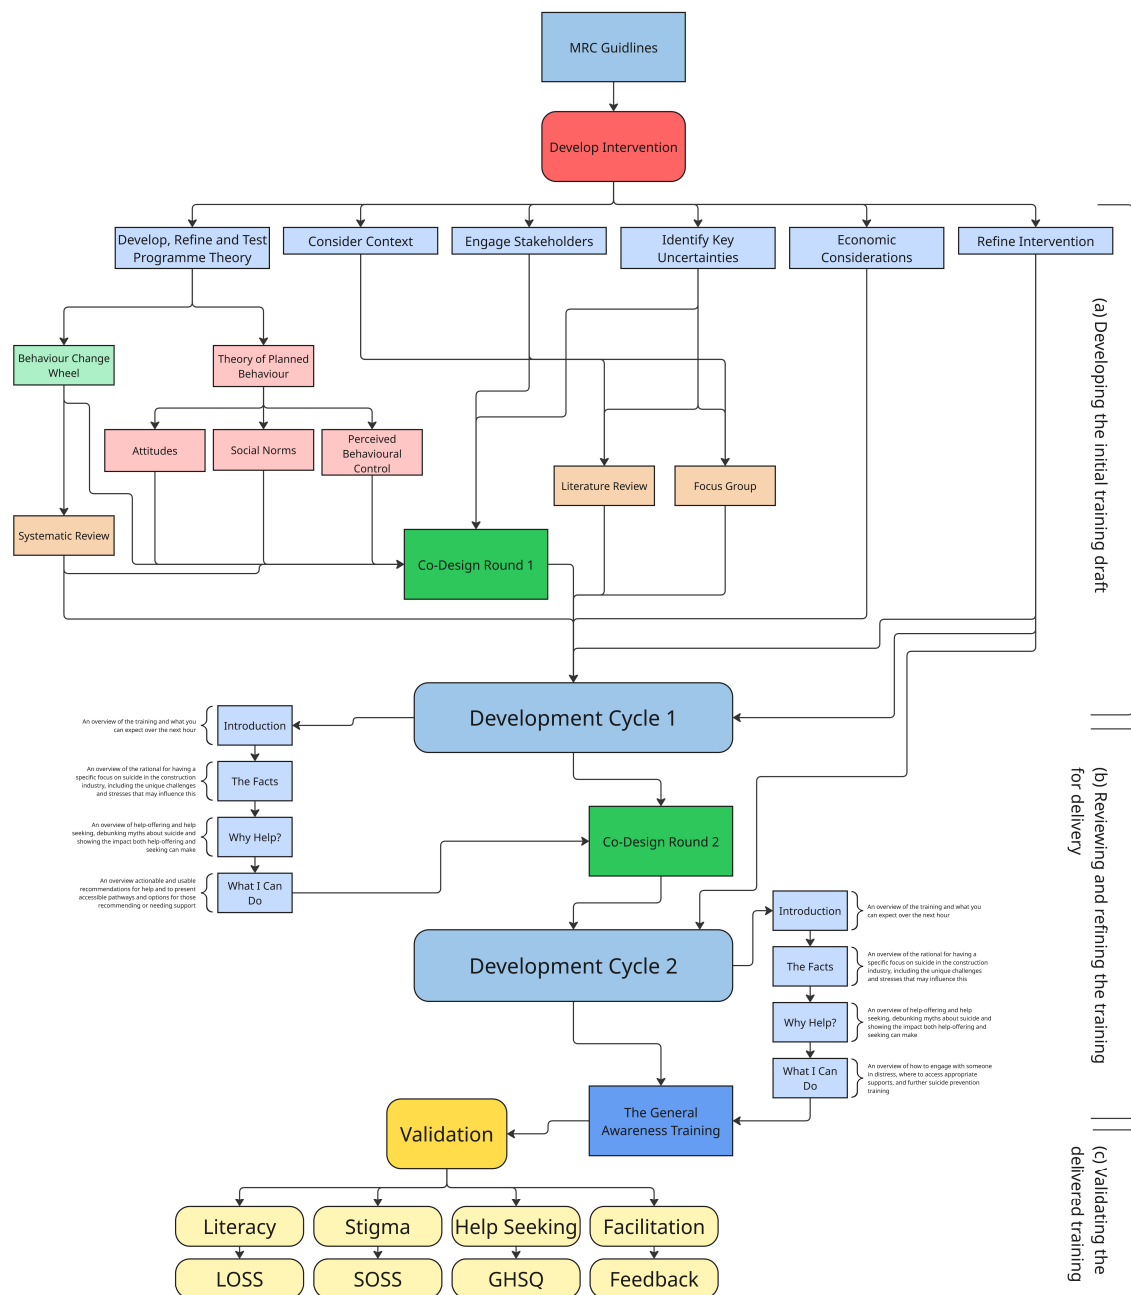 MRC Guidlines
Develop Intervention
Develop, Refine and Test
Programme Theory
Consider Context
Engage Stakeholders
Identify Key
Uncertainties
Economic
Considerations
Refine Intervention
(a) Developing the initial training draft
Behaviour Change
Wheel
Theory of Planned
Behaviour
Attitudes
Social Norms
Perceived
Behavioural
Control
Literature Review
Focus Group
Systematic Review
Co-Design Round 1
Development Cycle 1
An overview of the training and what you
can expect over the next hour
Introduction
An overview of the rational for having a
specific focus on suicide in the construction
industry, including the unique challenges
and stresses that may influence this
The Facts
An overview of help-offering and help
seeking, debunking myths about suicide and
showing the impact both help-offering and
seeking can make
Why Help?
An overview actionable and usable
recommendations for help and to present
accessible pathways and options for those
recommending or needing support
What I Can
Do
Co-Design Round 2
(b) Reviewing and refining the training
for delivery
Development Cycle 2
Introduction
An overview of the training and what you
can expect over the next hour
The Facts
An overview of the rational for having a
specific focus on suicide in the construction
industry, including the unique challenges
and stresses that may influence this
Why Help?
An overview of help-offering and help
seeking, debunking myths about suicide and
showing the impact both help-offering and
seeking can make
What I Can
Do
An overview of how to engage with someone
in distress, where to access appropriate
supports, and further suicide prevention
training
The General
Awareness Training
Validation
(c) Validating the
delivered training
Literacy
Stigma
Help Seeking
Facilitation
LOSS
SOSS
GHSQ
Feedback